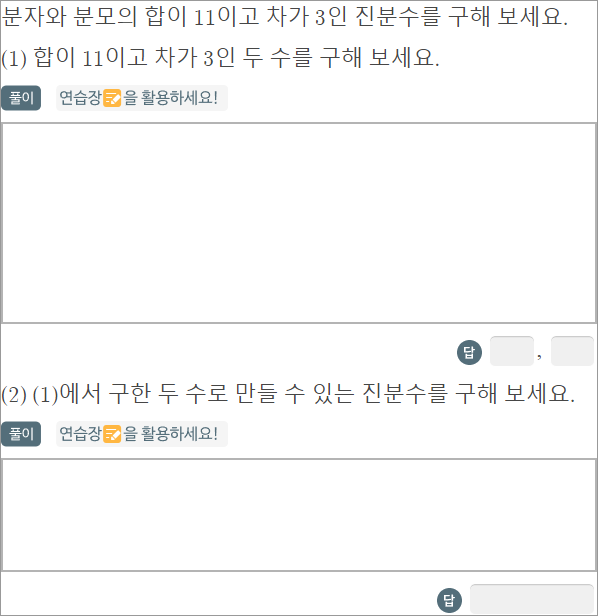 분자와 분모의 합이 11이고 차가 3인 진분수를 구해 보세요.
(1) 합이 11이고 차가 3인 두 수를 구해 보세요.
풀이 연습장을 활용하세요!
답 ,
(2) (1)에서 구한 두 수로 만들 수 있는 진분수를 구해 보세요.
풀이 연습장을 활용하세요!
답